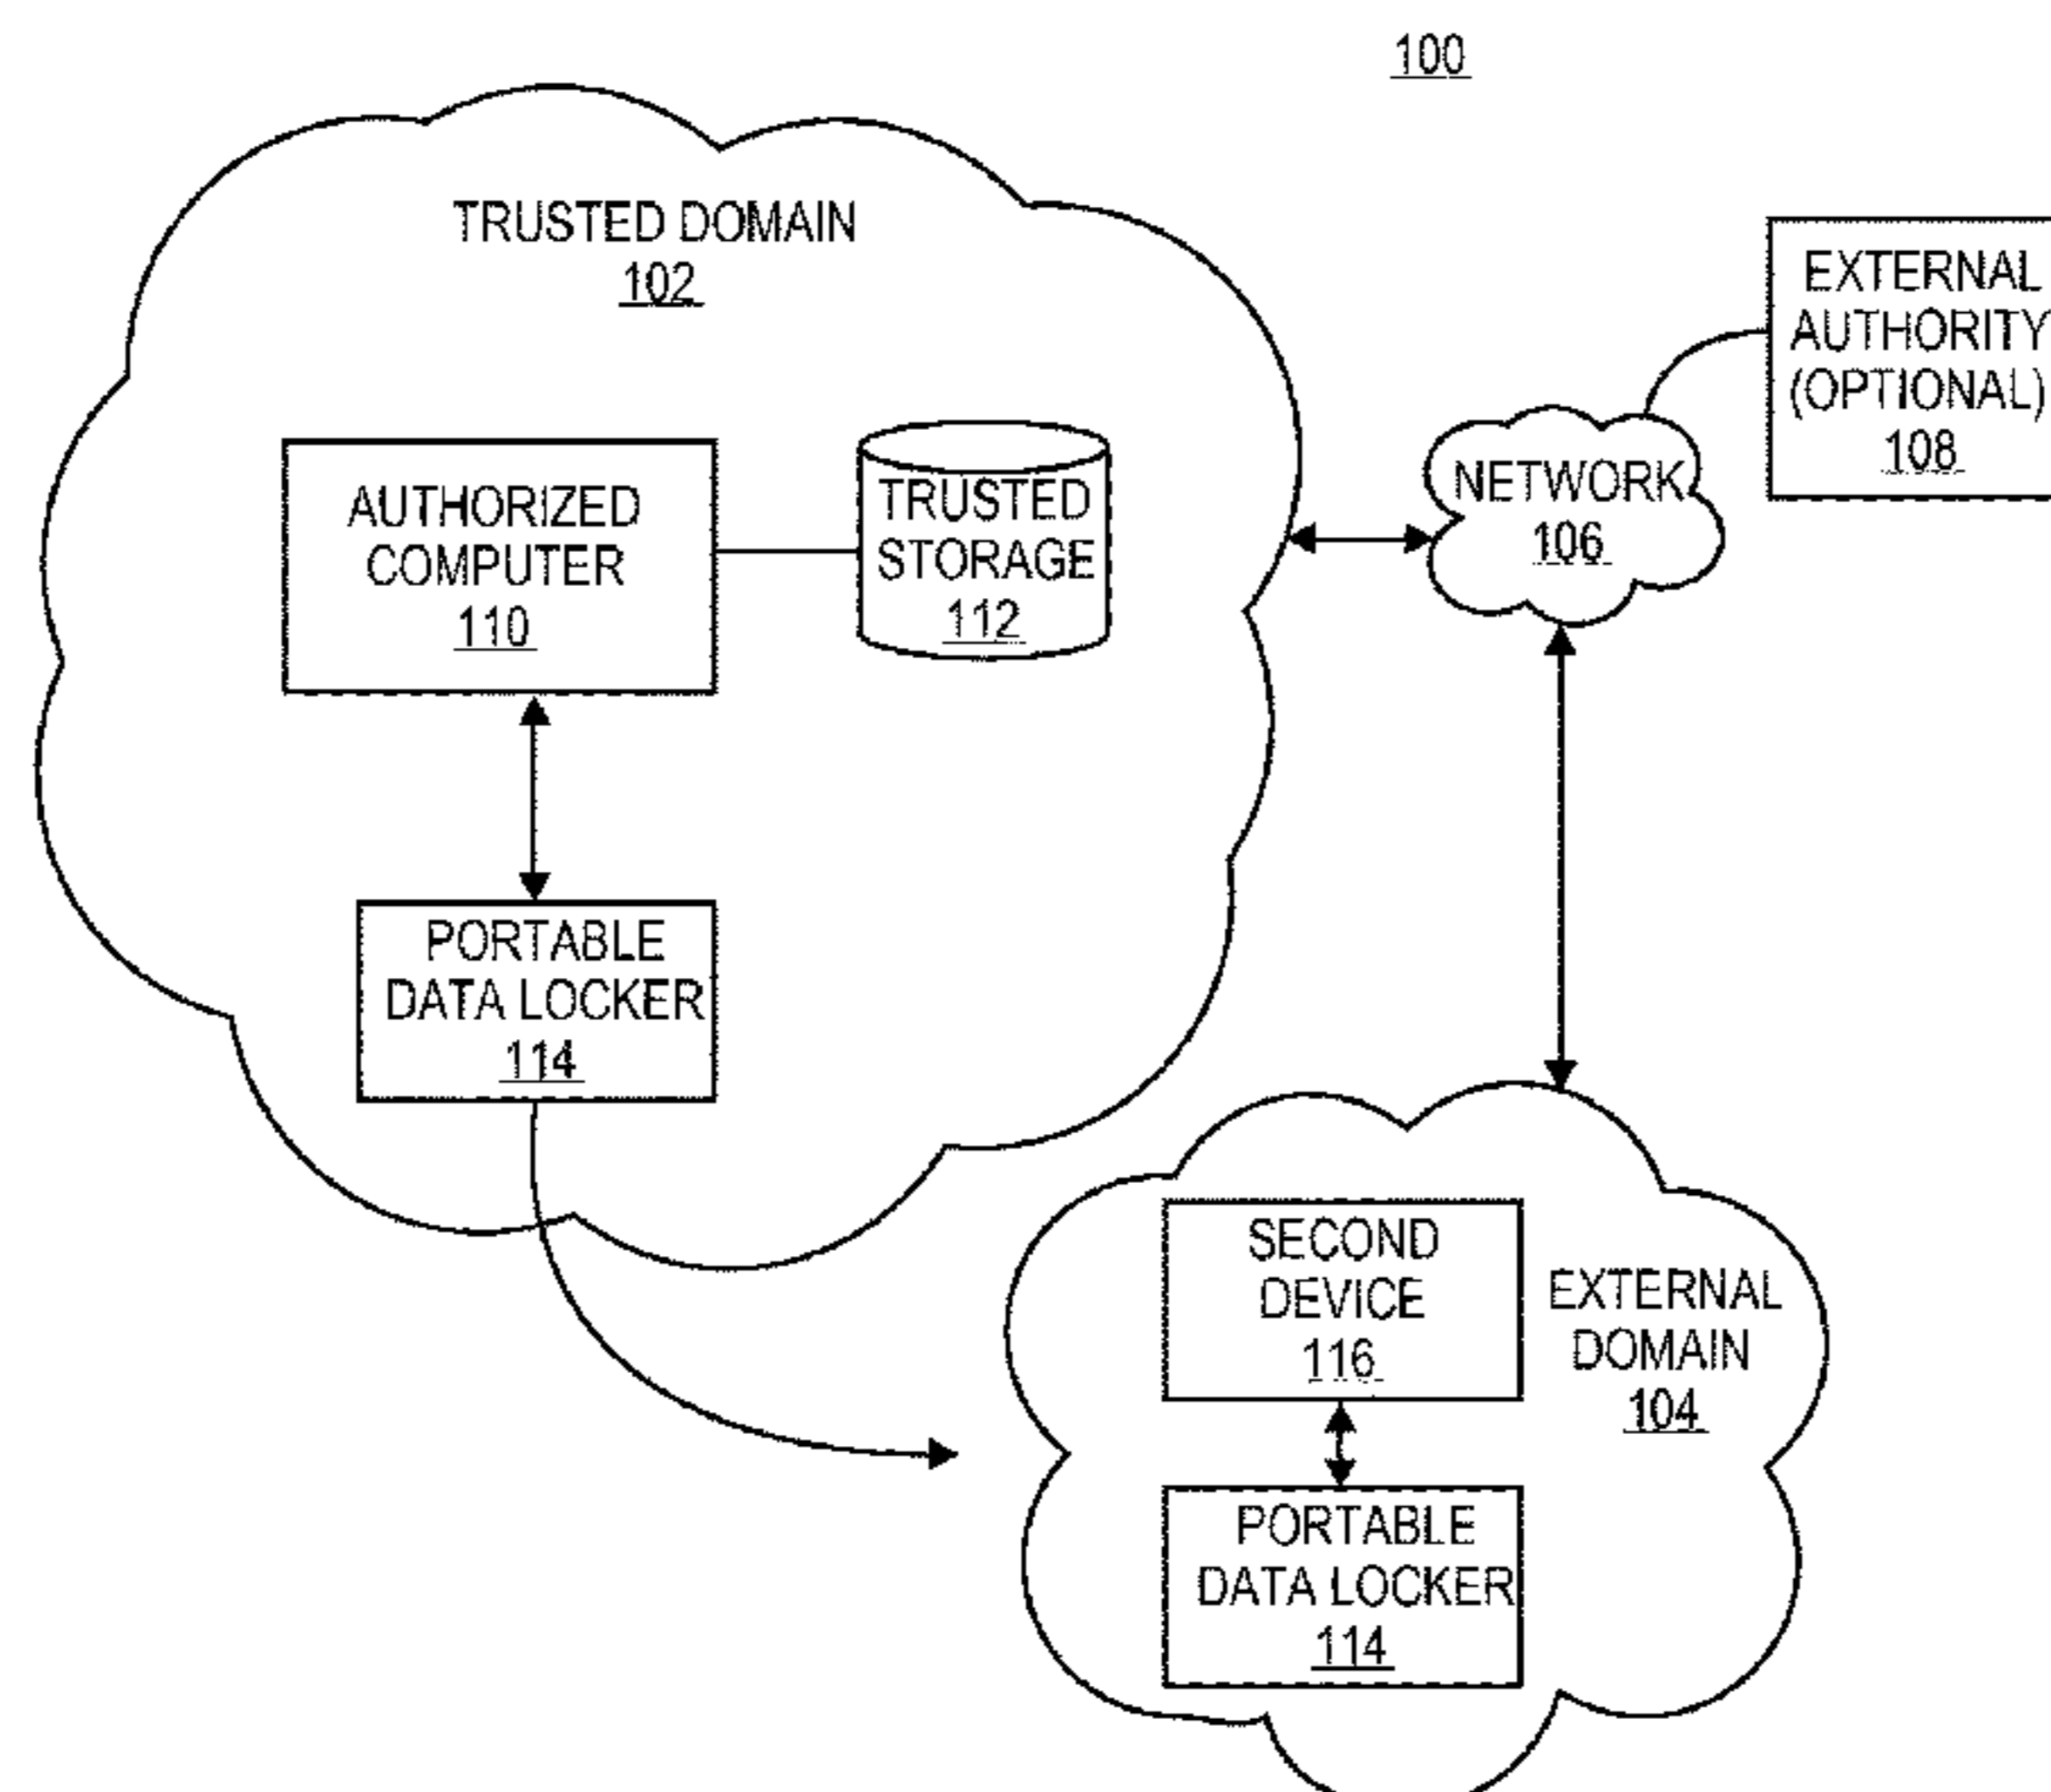 100
TRUSTED DOMAIN
102
EXTERNAL
AUTHORITY
(OPTIONAL)
108
NETWORK
106
AUTHORIZED
COMPUTER
110
TRUSTED
STORAGE
112
PORTABLE
DATA LOCKER
114
SECOND
DEVICE
116
EXTERNAL
DOMAIN
104
PORTABLE
DATA LOCKER
114